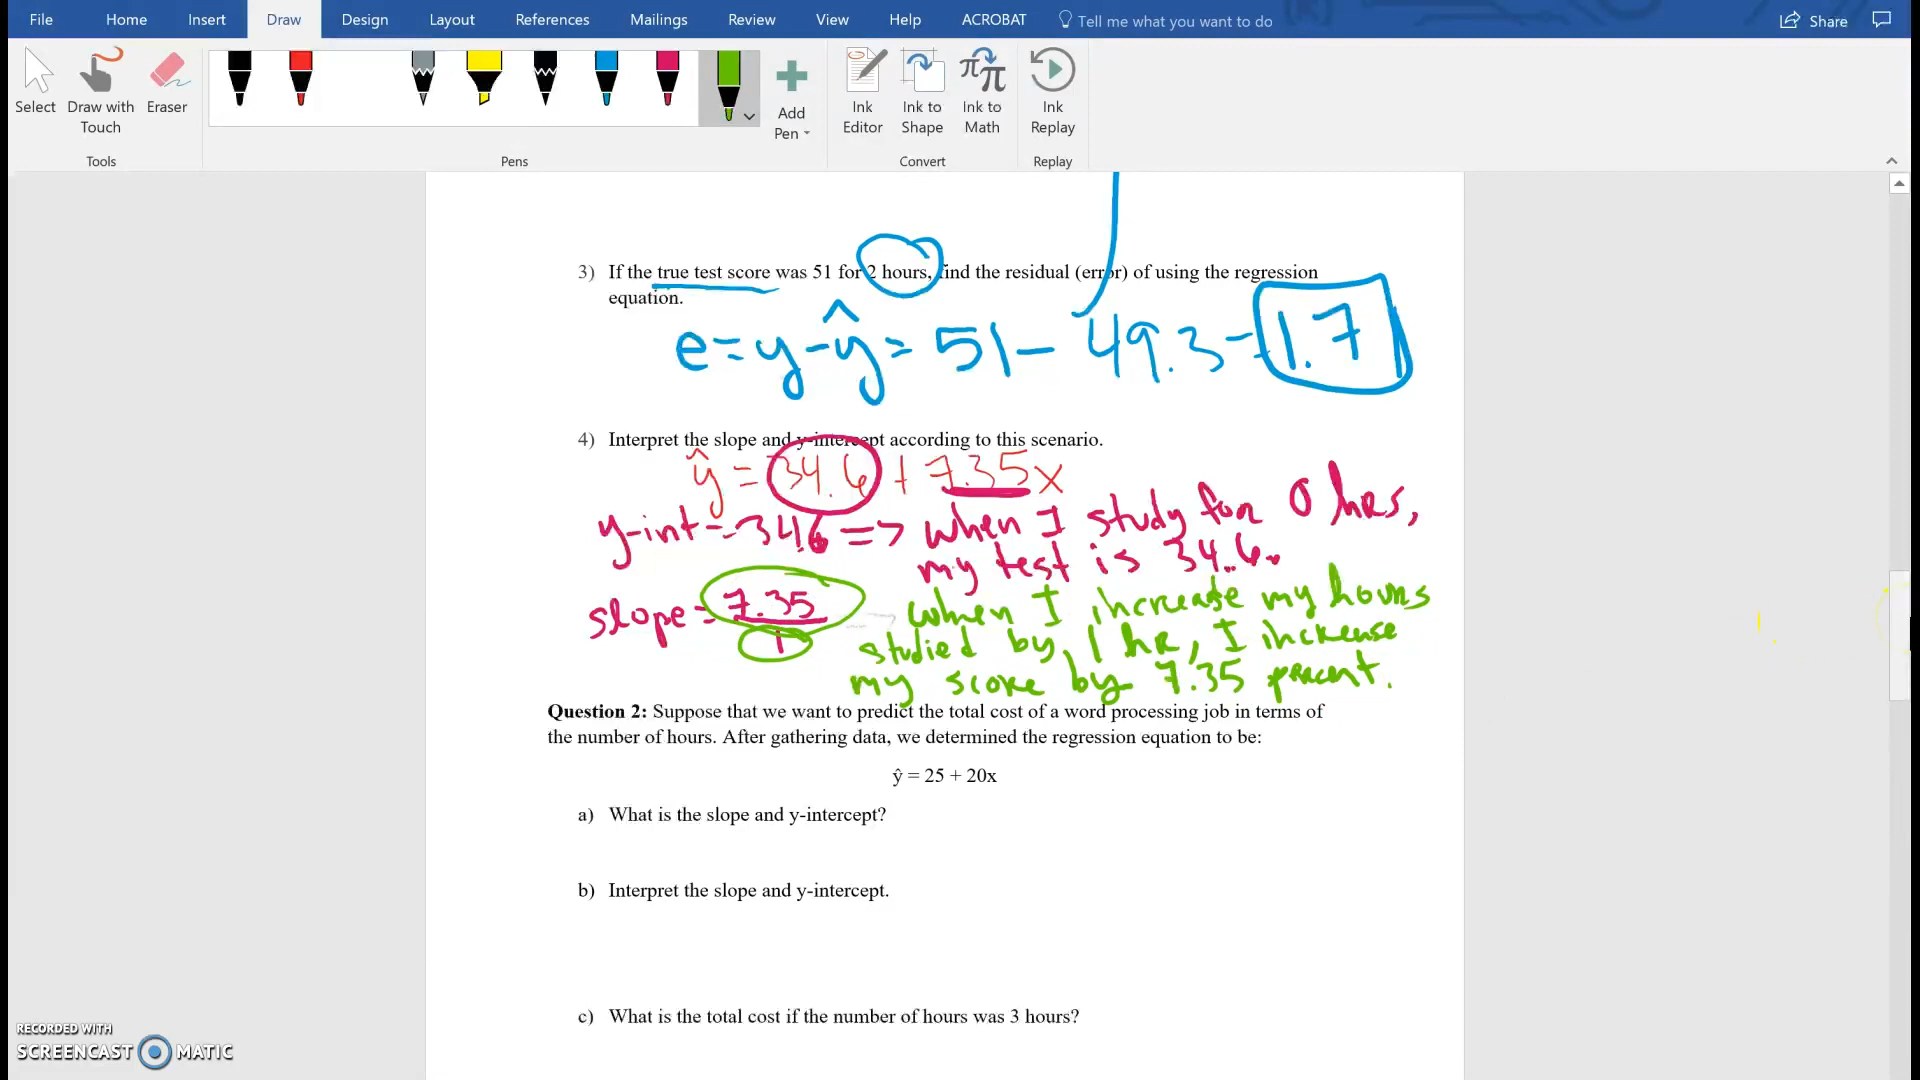 File Home Insert Draw Design Layout References Mailings Review View Help ACROBAT Tell me what you want to do Share
Select
Draw with Touch
Eraser
Add Pen
Ink Editor
Ink to Shape
Ink to Math
Ink Replay
Tools Pens Convert Replay
3) If the true test score was 51 for 2 hours, find the residual (error) of using the regression
equation.
e = y - ŷ = 51 - 49.3 = 1.7
4) Interpret the slope and y-intercept according to this scenario.
ŷ = 34.6 + 7.35x
y-int = 34.6 => when I study for 0 hrs,
my test is 34.6.
slope = 7.35
1
when I increase my hours
studied by 1 hr, I increase
my score by 7.35 percent.
Question 2: Suppose that we want to predict the total cost of a word processing job in terms of
the number of hours. After gathering data, we determined the regression equation to be:
ŷ = 25 + 20x
a) What is the slope and y-intercept?
b) Interpret the slope and y-intercept.
c) What is the total cost if the number of hours was 3 hours?
RECORDED WITH
SCREENCAST MATIC